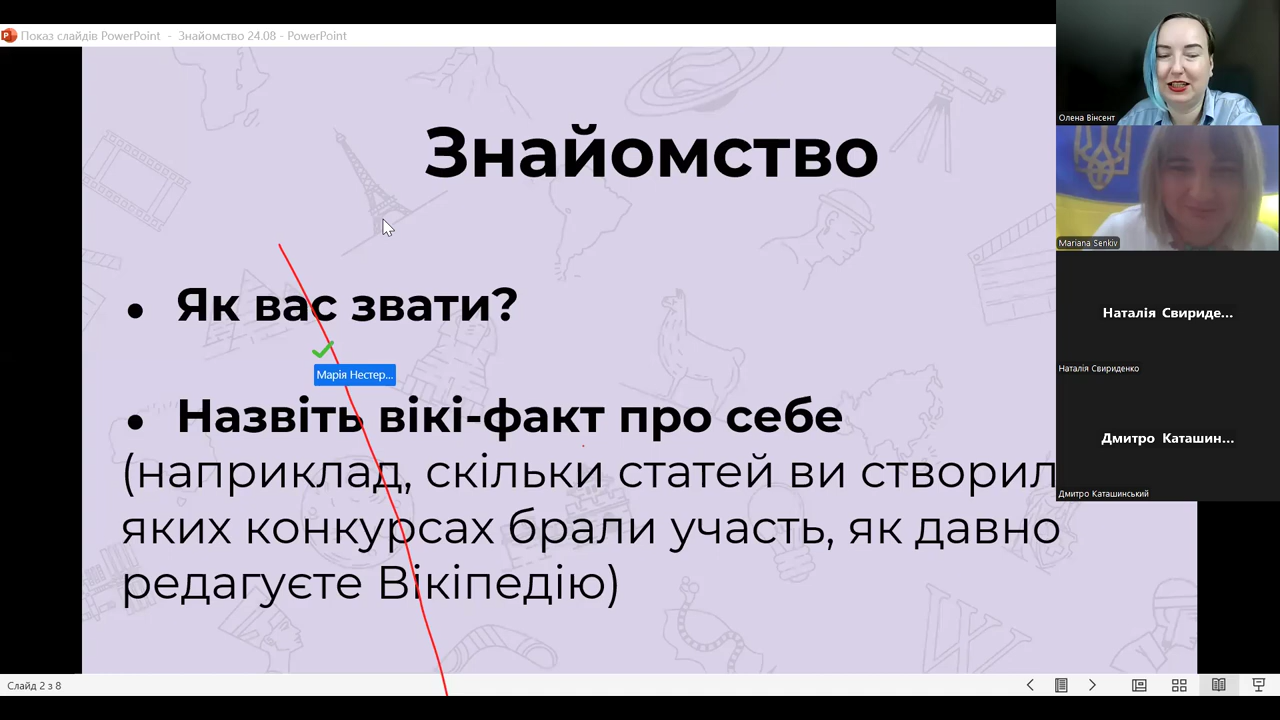 Показ слайдів PowerPoint - Знайомство 24.08 - PowerPoint
Знайомство
• Як вас звати?
Марія Нестер...
• Назвіть вікі-факт про себе
(наприклад, скільки статей ви створил
яких конкурсах брали участь, як давно
редагуєте Вікіпедію)
Слайд 2 з 8
Олена Вінсент
Mariana Senkiv
Наталія Свириде...
Наталія Свириденко
Дмитро Каташин...
Дмитро Каташинський